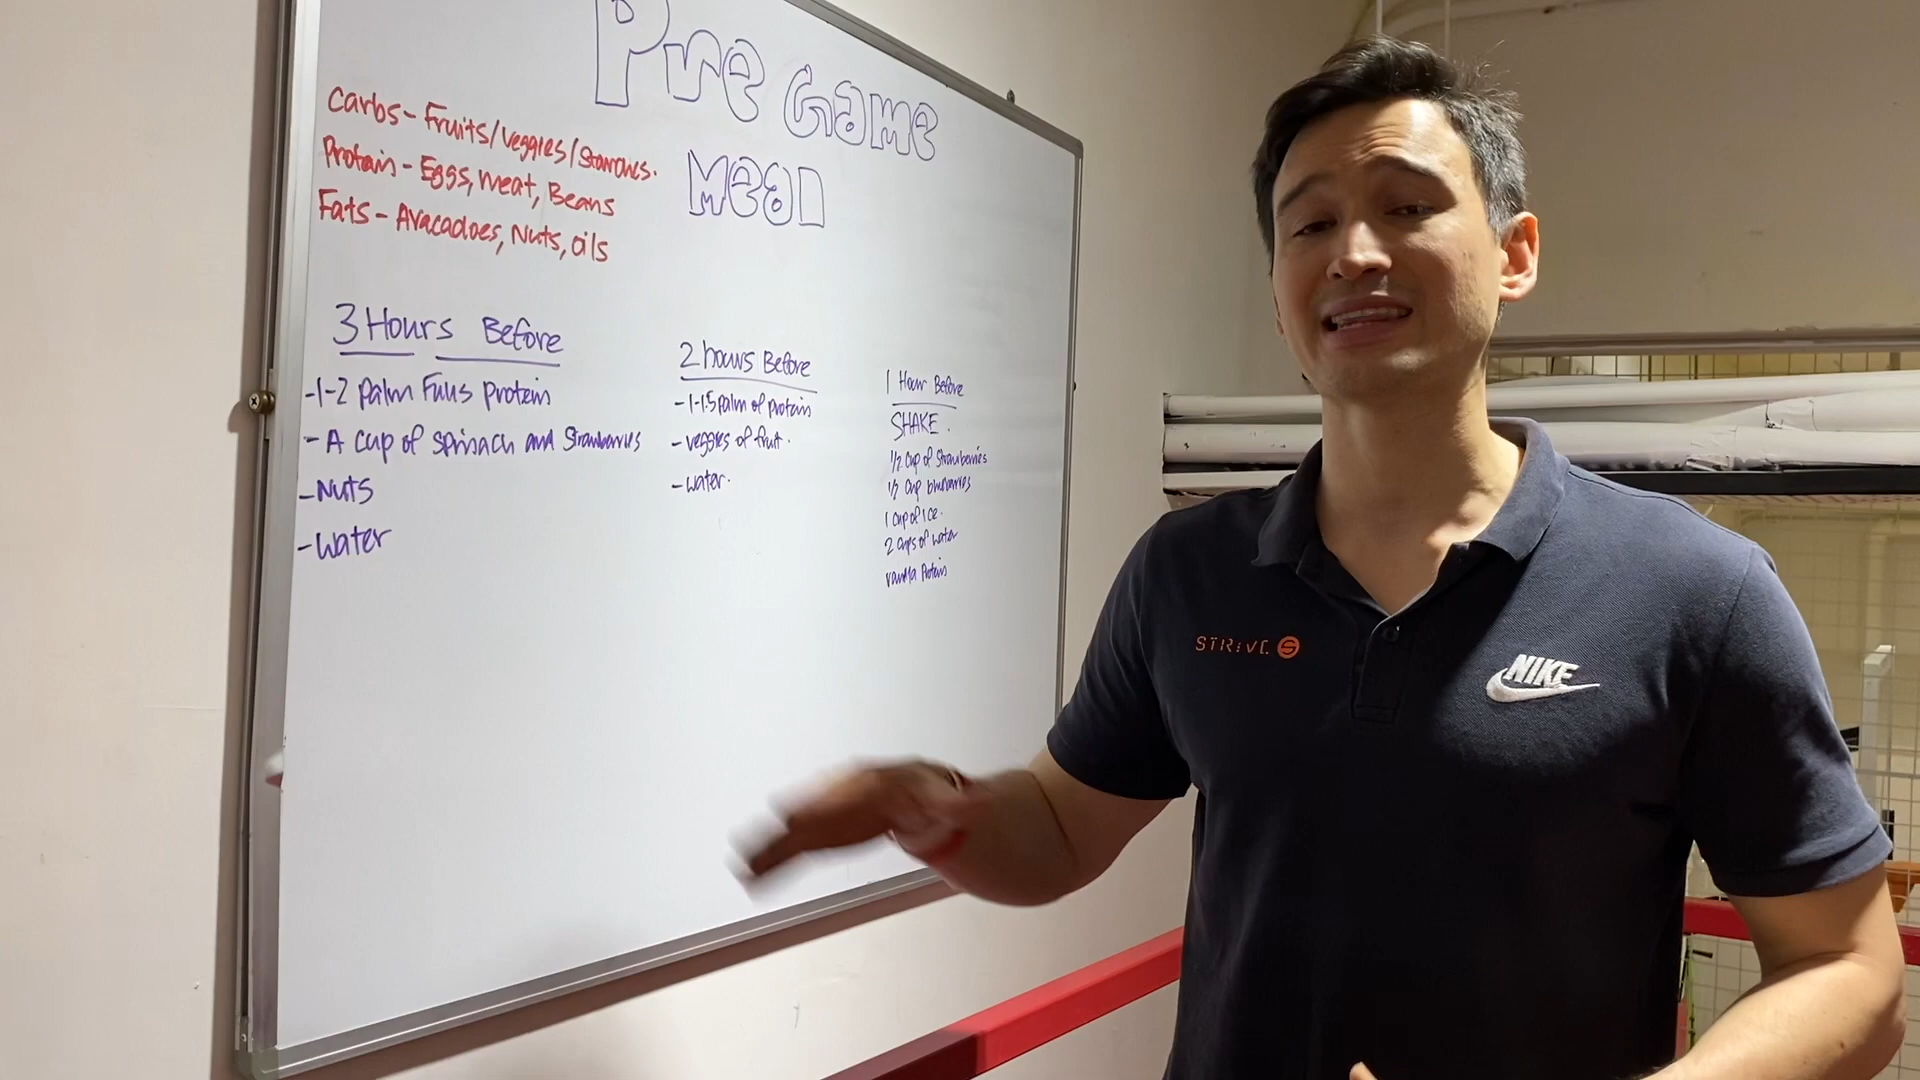 Pre Game
Meal
Carbs - Fruits/Veggies/Starches.
Protein - Eggs, meat, Beans
Fats - Avacadoes, Nuts, oils
3 Hours Before
-1-2 palm Fulls protein
- A cup of spinach and Strawberries
-Nuts
-water
2 hours Before
-1-1.5 palm of protein
-veggies of fruit.
-water.
1 Hour Before
SHAKE.
1/2 cup of Strawberries
1/2 cup blueberries
1 cup of ice.
2 cups of water
vanilla Protein
STRIVE
NIKE